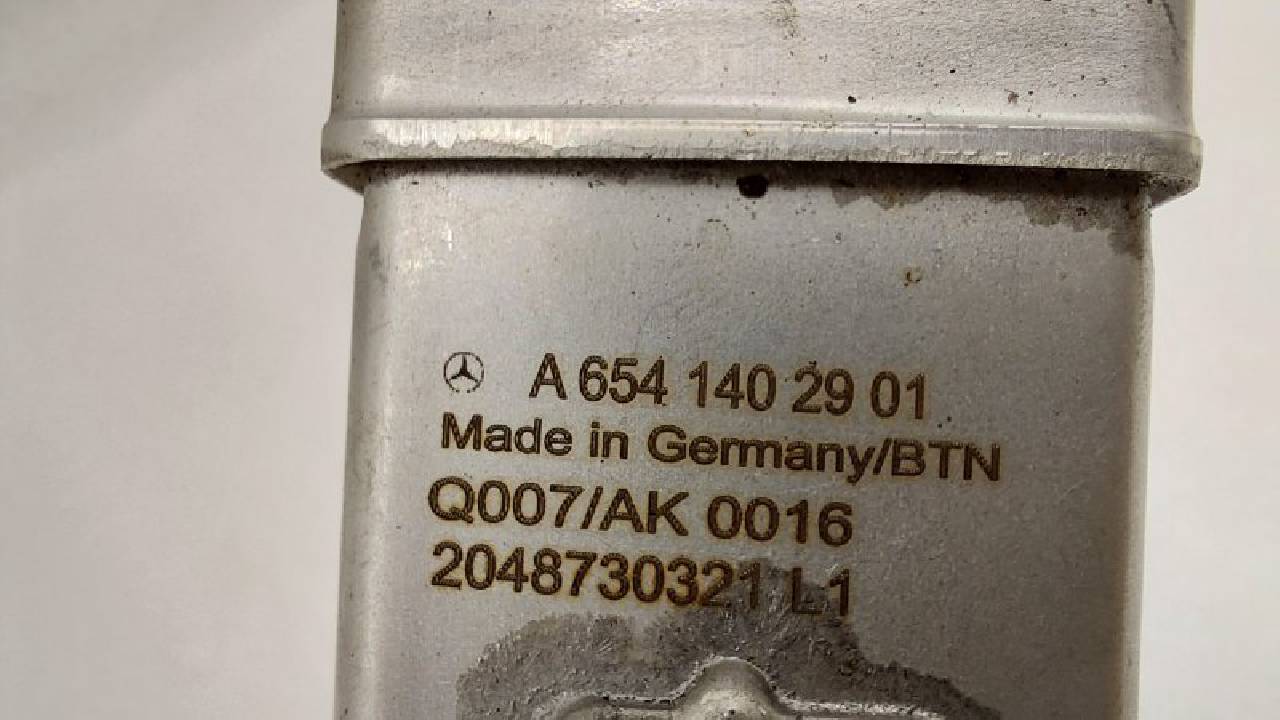 A 654 140 29 01
Made in Germany/BTN
Q007/AK 0016
2048730321 L1